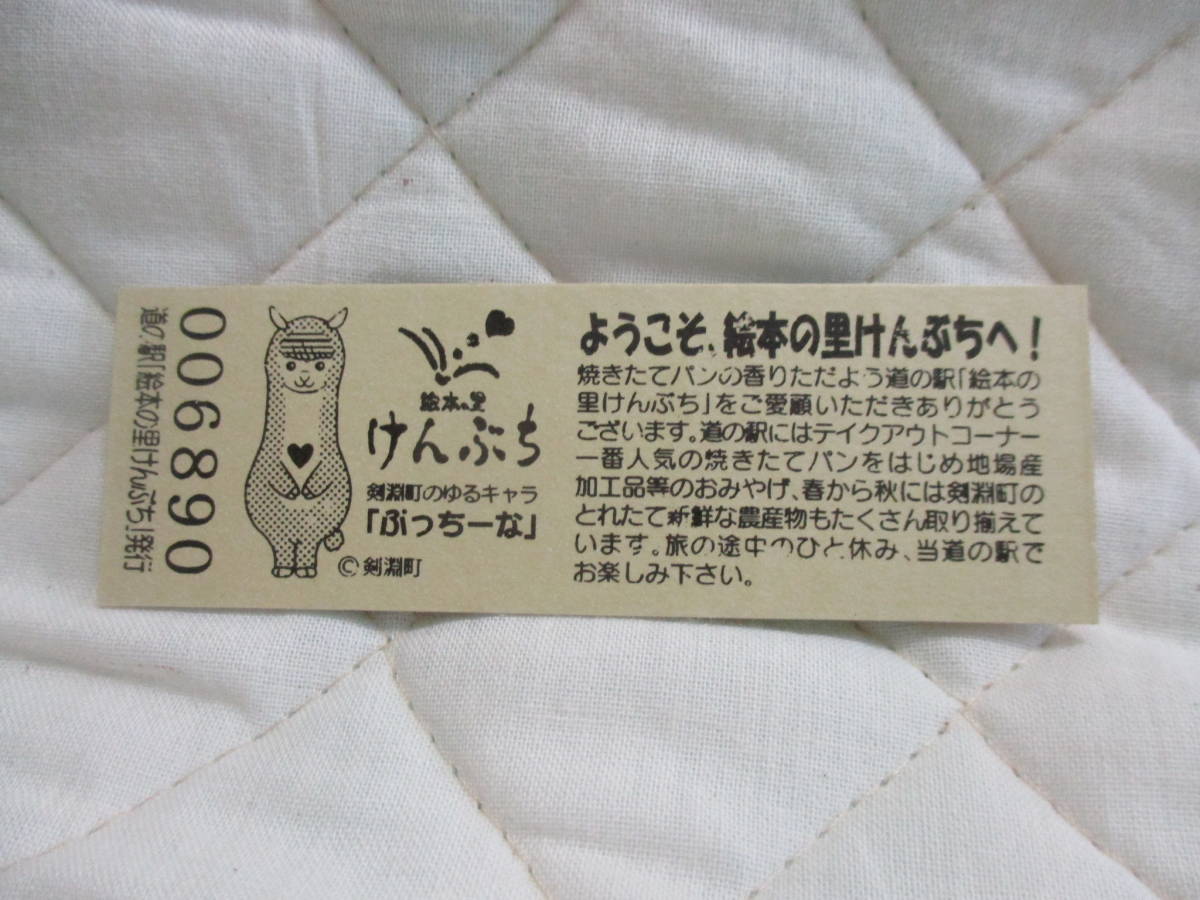 道の駅「絵本の里けんぶち」発行
006890
絵本の里
けんぶち
剣淵町のゆるキャラ
「ぷっちーな」
©剣淵町
ようこそ、絵本の里けんぶちへ！
焼きたてパンの香りただよう道の駅「絵本の
里けんぶち」をご愛願いただきありがとう
ございます。道の駅にはテイクアウトコーナー
一番人気の焼きたてパンをはじめ地場産
加工品等のおみやげ、春から秋には剣淵町の
とれたて新鮮な農産物もたくさん取り揃えて
います。旅の途中のひと休み、当道の駅で
お楽しみ下さい。